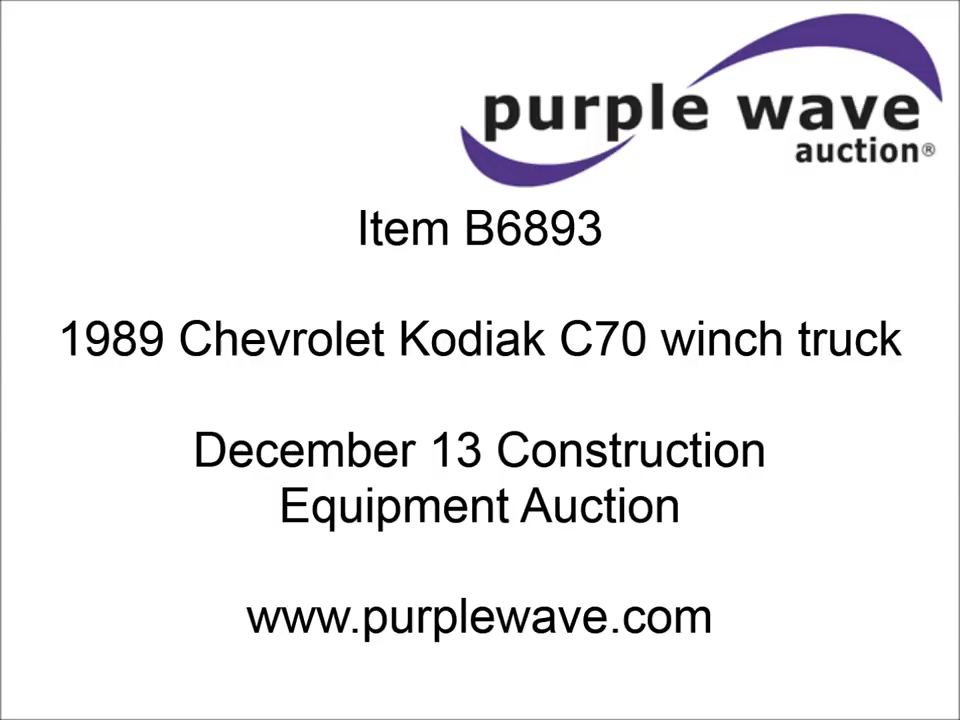 purple wave
auction®
Item B6893
1989 Chevrolet Kodiak C70 winch truck
December 13 Construction
Equipment Auction
www.purplewave.com